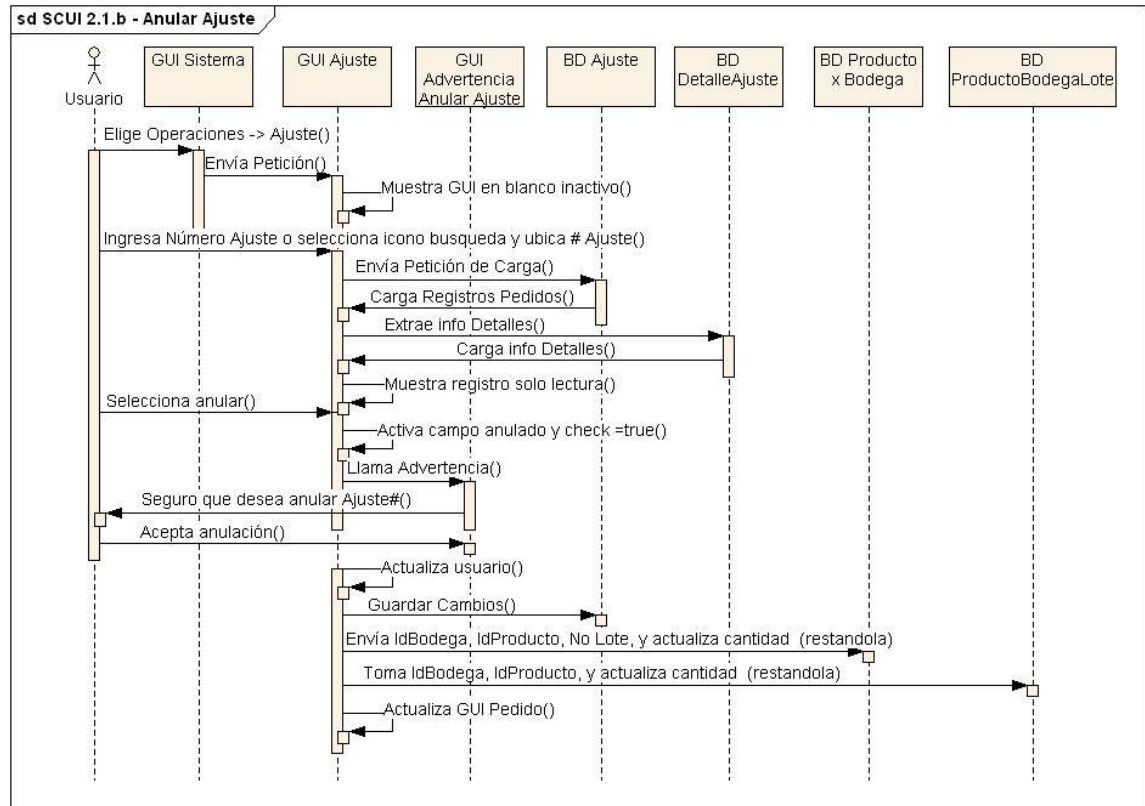 sd SCUI 2.1.b - Anular Ajuste
Usuario
GUI Sistema
GUI Ajuste
GUI
Advertencia
Anular Ajuste
BD Ajuste
BD
DetalleAjuste
BD Producto
x Bodega
BD
ProductoBodegaLote
Elige Operaciones -> Ajuste()
Envía Petición()
Muestra GUI en blanco inactivo()
Ingresa Número Ajuste o selecciona icono busqueda y ubica # Ajuste()
Envía Petición de Carga()
Carga Registros Pedidos()
Extrae info Detalles()
Carga info Detalles()
Muestra registro solo lectura()
Selecciona anular()
Activa campo anulado y check =true()
Llama Advertencia()
Seguro que desea anular Ajuste#()
Acepta anulación()
Actualiza usuario()
Guardar Cambios()
Envía IdBodega, IdProducto, No Lote, y actualiza cantidad (restandola)
Toma IdBodega, IdProducto, y actualiza cantidad (restandola)
Actualiza GUI Pedido()